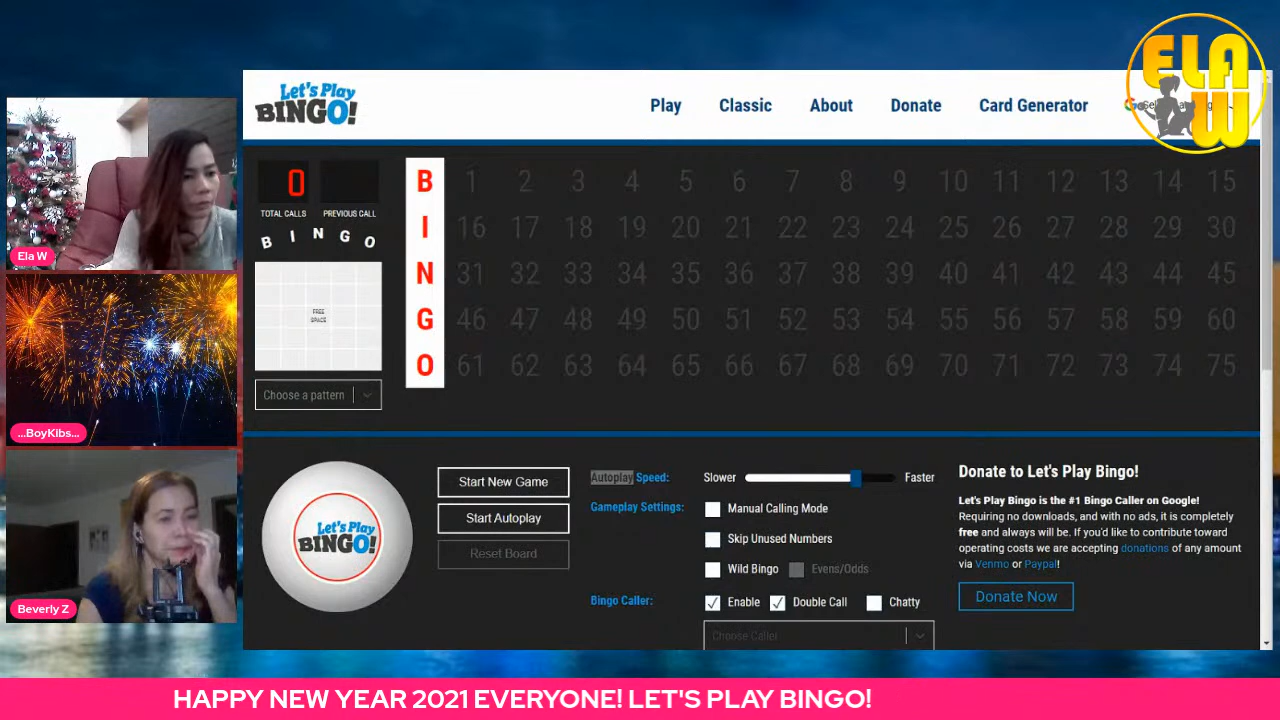 ELA
W
Let's Play
BINGO!
Play
Classic
About
Donate
Card Generator
0
TOTAL CALLS
PREVIOUS CALL
B I N G O
FREE
SPACE
Choose a pattern
B 1 2 3 4 5 6 7 8 9 10 11 12 13 14 15
I 16 17 18 19 20 21 22 23 24 25 26 27 28 29 30
N 31 32 33 34 35 36 37 38 39 40 41 42 43 44 45
G 46 47 48 49 50 51 52 53 54 55 56 57 58 59 60
O 61 62 63 64 65 66 67 68 69 70 71 72 73 74 75
Ela W
...BoyKibs...
Beverly Z
Let's Play
BINGO!
Start New Game
Start Autoplay
Reset Board
Autoplay Speed: Slower Faster
Gameplay Settings: Manual Calling Mode
Skip Unused Numbers
Wild Bingo Evens/Odds
Bingo Caller: Enable Double Call Chatty
Choose Caller
Donate to Let's Play Bingo!
Let's Play Bingo is the #1 Bingo Caller on Google!
Requiring no downloads, and with no ads, it is completely
free and always will be. If you'd like to contribute toward
operating costs we are accepting donations of any amount
via Venmo or Paypal!
Donate Now
HAPPY NEW YEAR 2021 EVERYONE! LET'S PLAY BINGO!